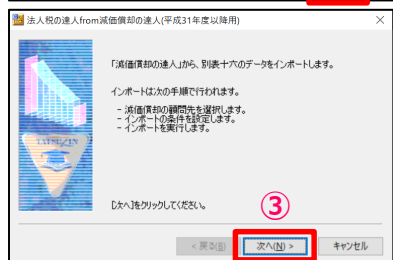 法人税の達人from減価償却の達人(平成31年度以降用)
「減価償却の達人」から、別表十六のデータをインポートします。
インポートは次の手順で行われます。
- 減価償却の顧問先を選択します。
- インポートの条件を設定します。
- インポートを実行します。
TATSUZIN
[次へ]をクリックしてください。
③
< 戻る(B)
次へ(N) >
キャンセル